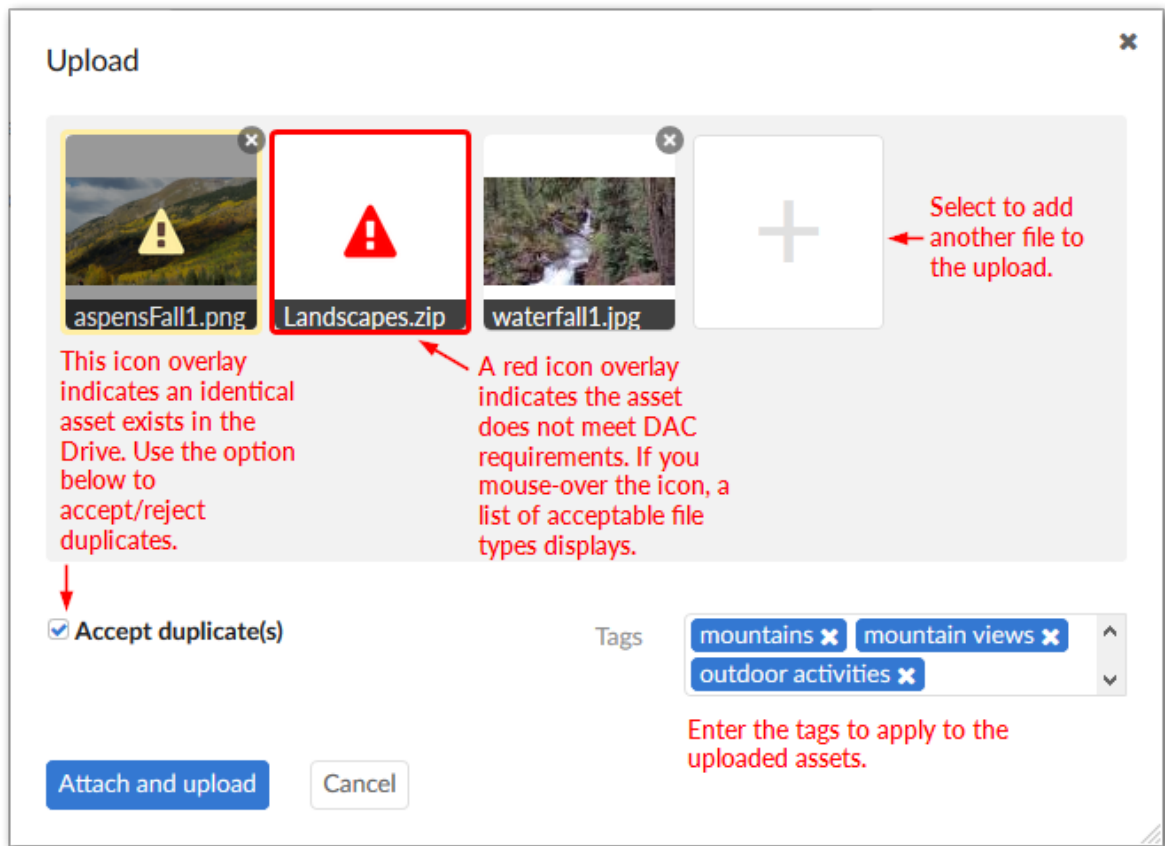 Upload
aspensFall1.png
Landscapes.zip
waterfall1.jpg
Select to add
another file to
the upload.
This icon overlay
indicates an identical
asset exists in the
Drive. Use the option
below to
accept/reject
duplicates.
A red icon overlay
indicates the asset
does not meet DAC
requirements. If you
mouse-over the icon, a
list of acceptable file
types displays.
Accept duplicate(s)
Tags
mountains
mountain views
outdoor activities
Enter the tags to apply to the
uploaded assets.
Attach and upload
Cancel